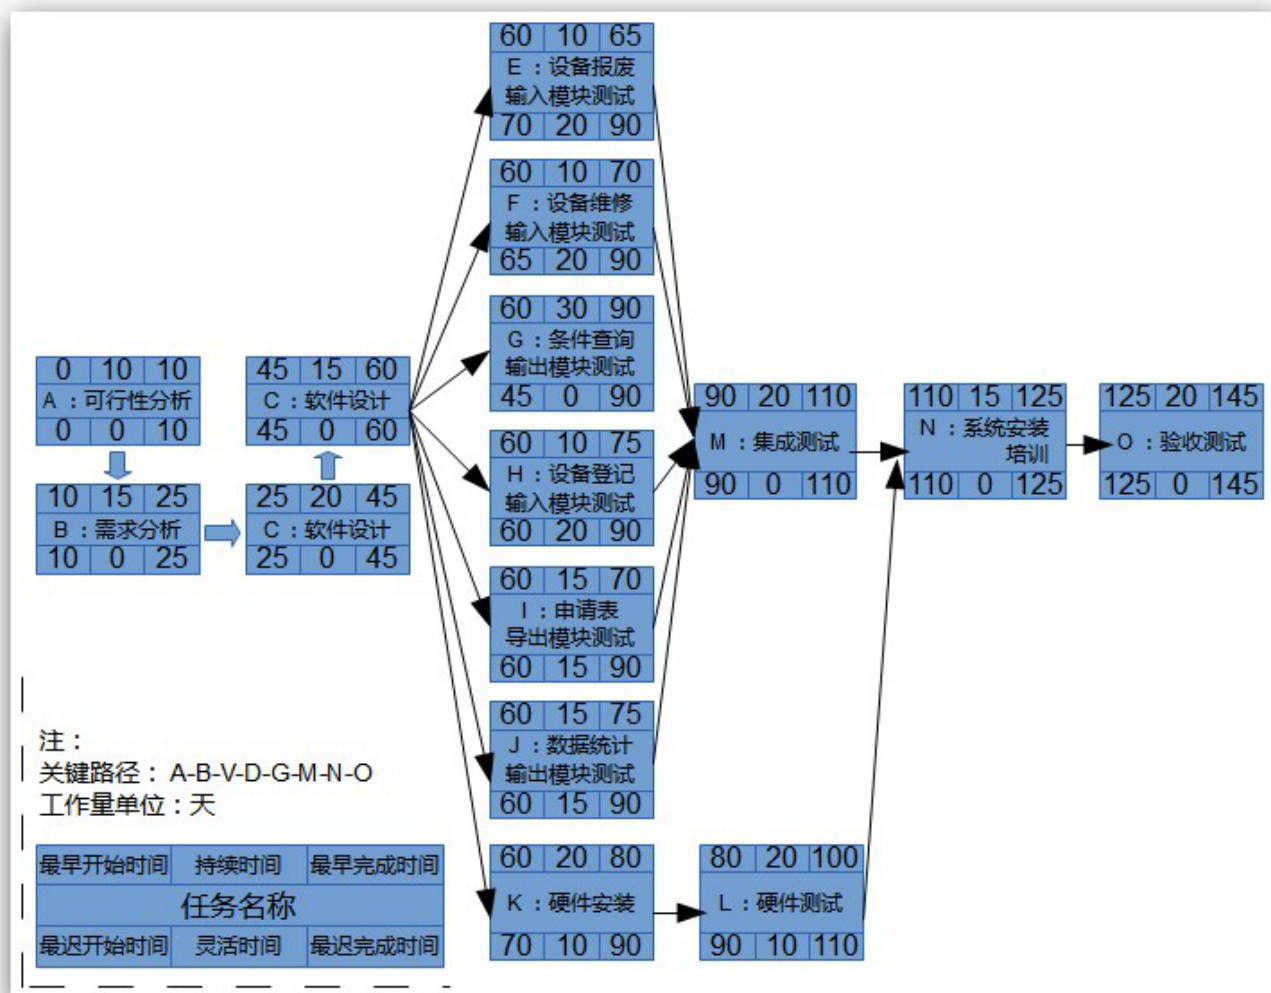 60 10 65
E：设备报废
输入模块测试
70 20 90
60 10 70
F：设备维修
输入模块测试
65 20 90
60 30 90
G：条件查询
输出模块测试
45 0 90
0 10 10
A：可行性分析
0 0 10
45 15 60
C：软件设计
45 0 60
10 15 25
B：需求分析
10 0 25
25 20 45
C：软件设计
25 0 45
60 10 75
H：设备登记
输入模块测试
60 20 90
60 15 70
I：申请表
导出模块测试
60 15 90
60 15 75
J：数据统计
输出模块测试
60 15 90
60 20 80
K：硬件安装
70 10 90
80 20 100
L：硬件测试
90 10 110
90 20 110
M：集成测试
90 0 110
110 15 125
N：系统安装
培训
110 0 125
125 20 145
O：验收测试
125 0 145
注：
关键路径：A-B-V-D-G-M-N-O
工作量单位：天
最早开始时间 持续时间 最早完成时间
任务名称
最迟开始时间 灵活时间 最迟完成时间